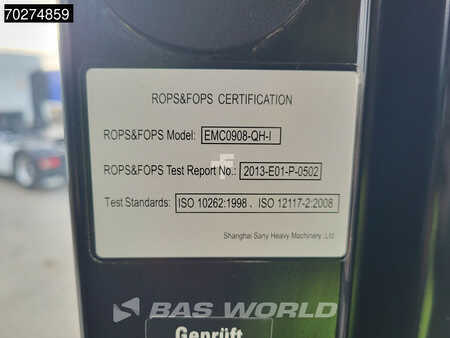 70274859
ROPS&FOPS CERTIFICATION
ROPS&FOPS Model: EMC0908-QH-I
ROPS&FOPS Test Report No.: 2013-E01-P-0502
Test Standards: ISO 10262:1998、ISO 12117-2:2008
Shanghai Sany Heavy Machinery .,Ltd
BAS WORLD
Geprüft